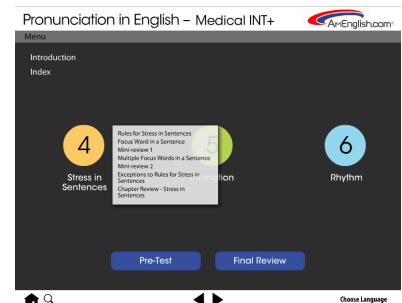 Pronunciation in English – Medical INT+
AmEnglish.com
Menu
Introduction
Index
4
Stress in
Sentences
Rules for Stress in Sentences
Focus Word in a Sentence
Mini-review 1
Multiple Focus Words in a Sentence
Mini-review 2
Exceptions to Rules for Stress in
Sentences
Chapter Review - Stress in
Sentences
5
6
Rhythm
Pre-Test
Final Review
Choose Language